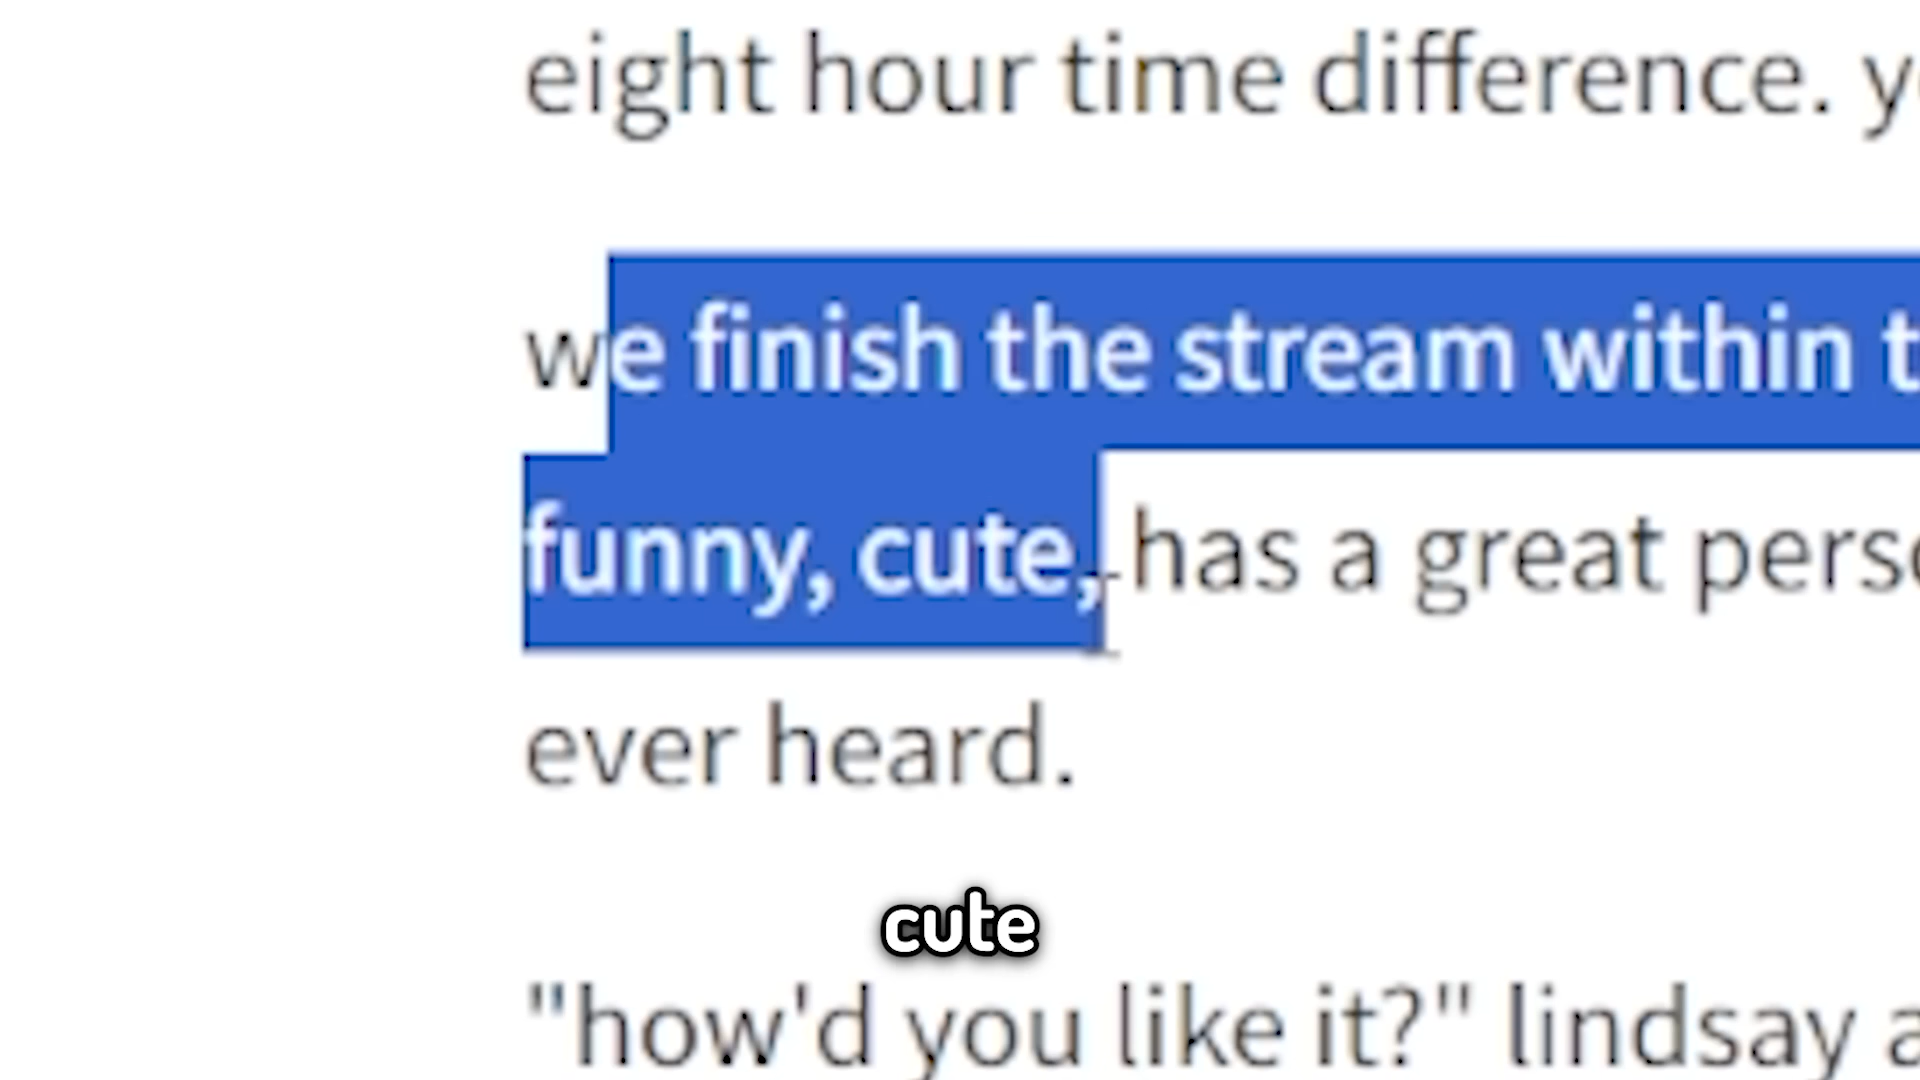 eight hour time difference.
we finish the stream within
funny, cute, has a great
ever heard.
cute
"how'd you like it?" lindsay